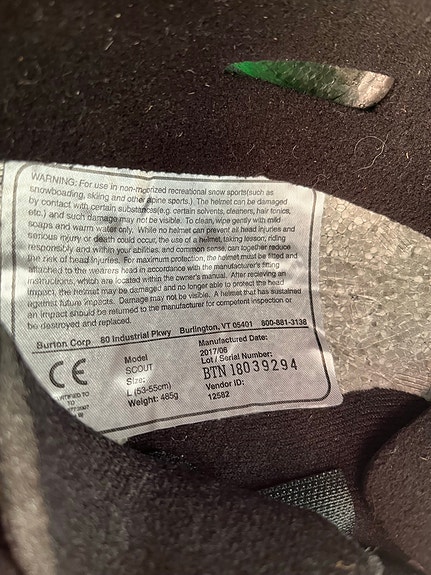 WARNING: For use in non-motorized recreational snow sports(such as
snowboarding, skiing and other alpine sports.) The helmet can be damaged
by contact with certain substances(e.g. certain solvents, cleaners, hair tonics,
etc.) and such damage may not be visible. To clean, wipe gently with mild
soaps and warm water only. While no helmet can prevent all head injuries and
serious injury or death could occur, the use of a helmet, taking lesson, riding
responsibly and within your abilities, and common sense, can together reduce
the risk of head injuries. For maximum protection, the helmet must be fitted and
attached to the wearers head in accordance with the manufacturer's fitting
instructions, which are located within the owner's manual. After recieving an
impact, the helmet may be damaged and no longer able to protect the head
against future impacts. Damage may not be visible. A helmet that has sustained
an impact should be returned to the manufacturer for competent inspection or
be destroyed and replaced.
Burton Corp 80 Industrial Pkwy Burlington, VT 05401 800-881-3138
CE
TO
Model
SCOUT
Size:
L (53-55cm)
Weight: 485g
Manufactured Date:
2017/06
Lot / Serial Number:
BTN 18039294
Vendor ID:
12582